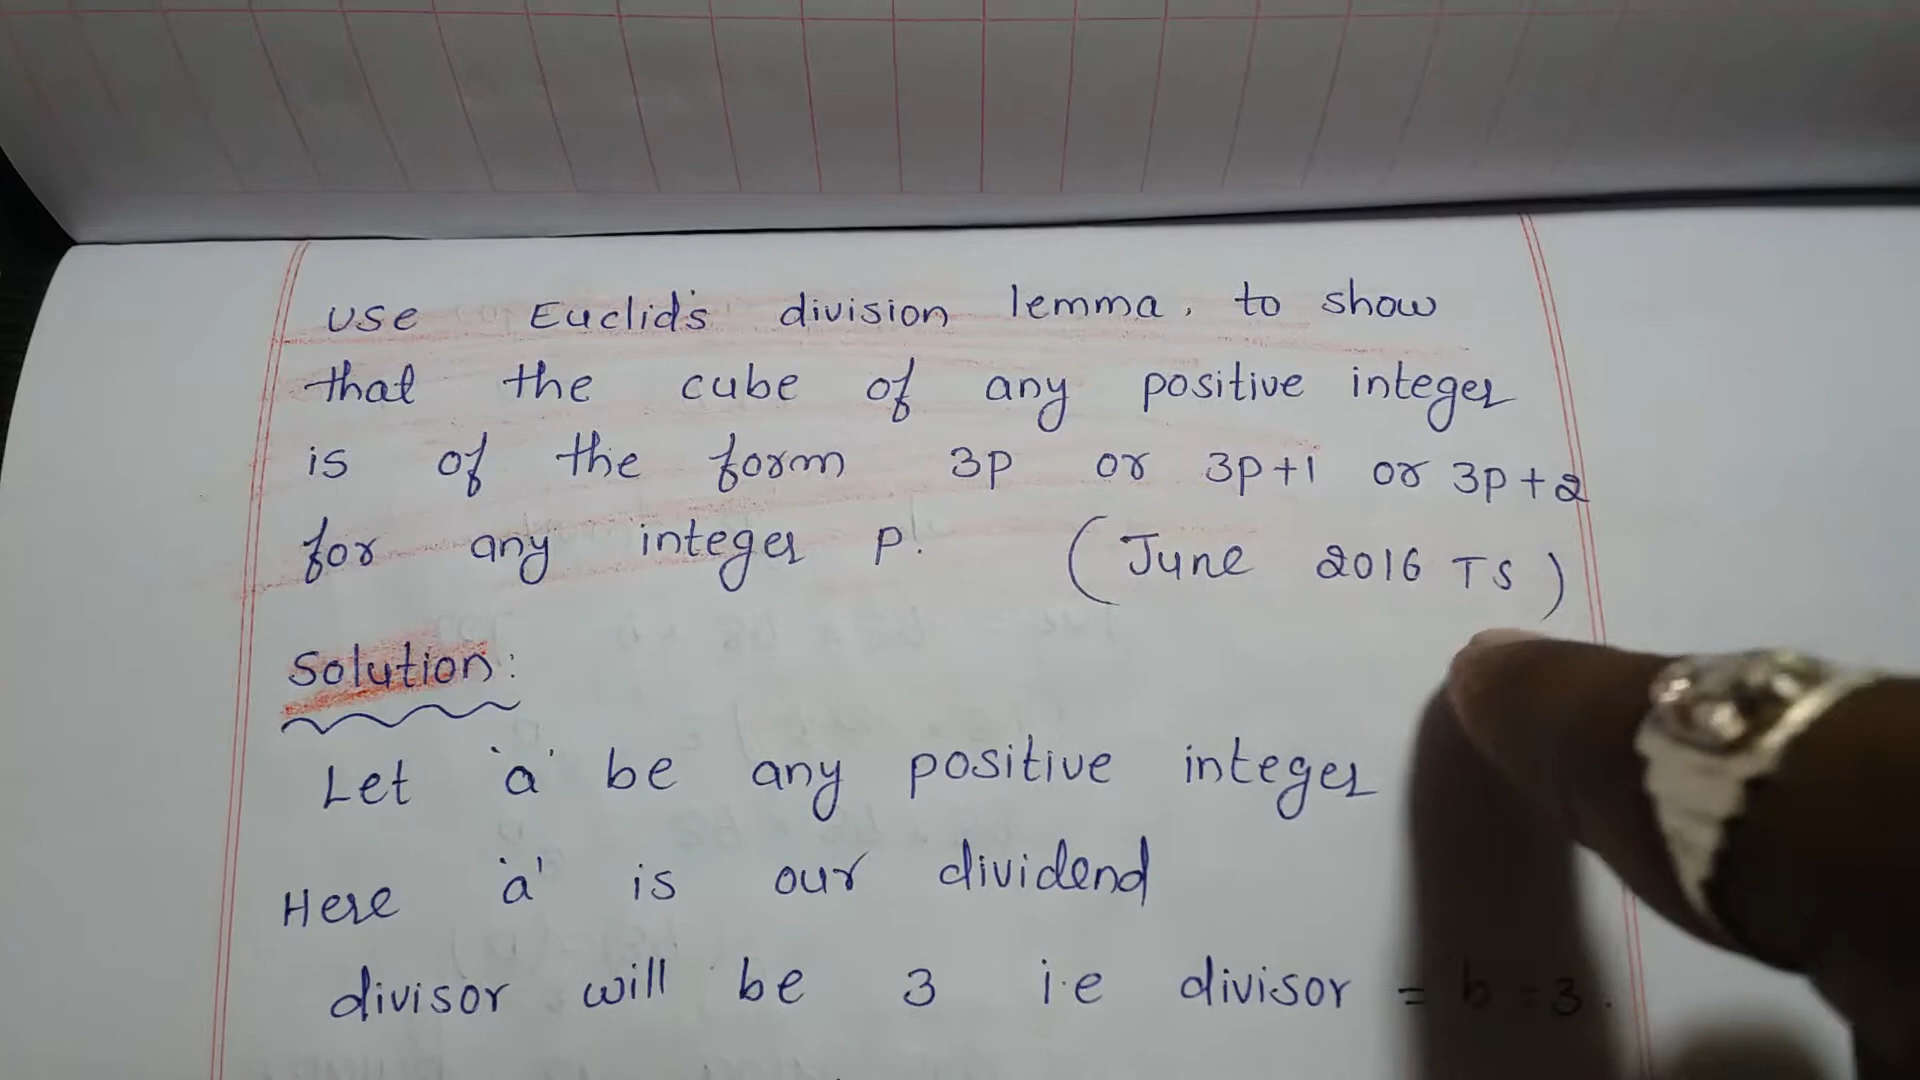 Use Euclid's division lemma, to show
that the cube of any positive integer
is of the form 3p or 3p+1 or 3p+2
for any integer p. (June 2016 TS)
Solution:
Let 'a' be any positive integer
Here 'a' is our dividend
divisor will be 3 i.e divisor = b = 3.